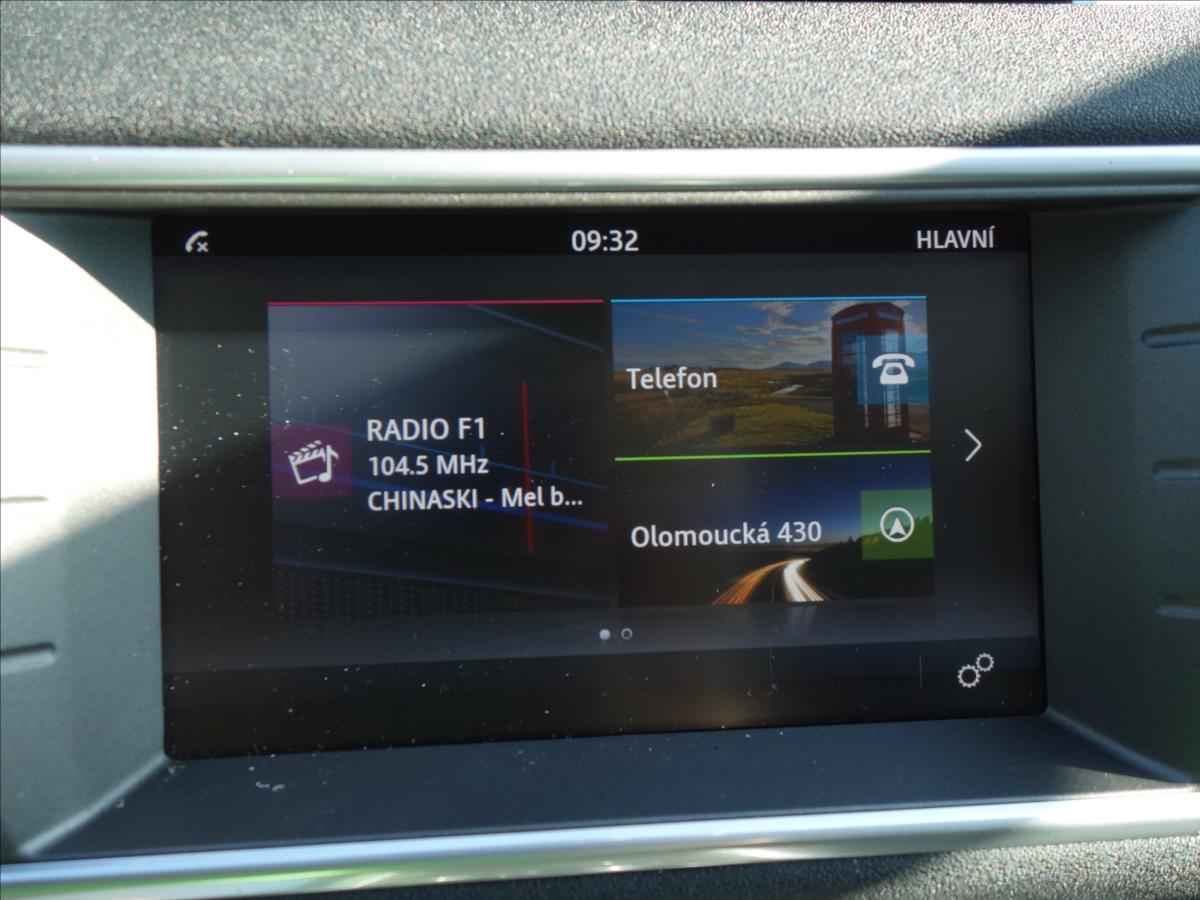 09:32
HLAVNÍ
RADIO F1
104.5 MHz
CHINASKI - Mel b...
Telefon
Olomoucká 430